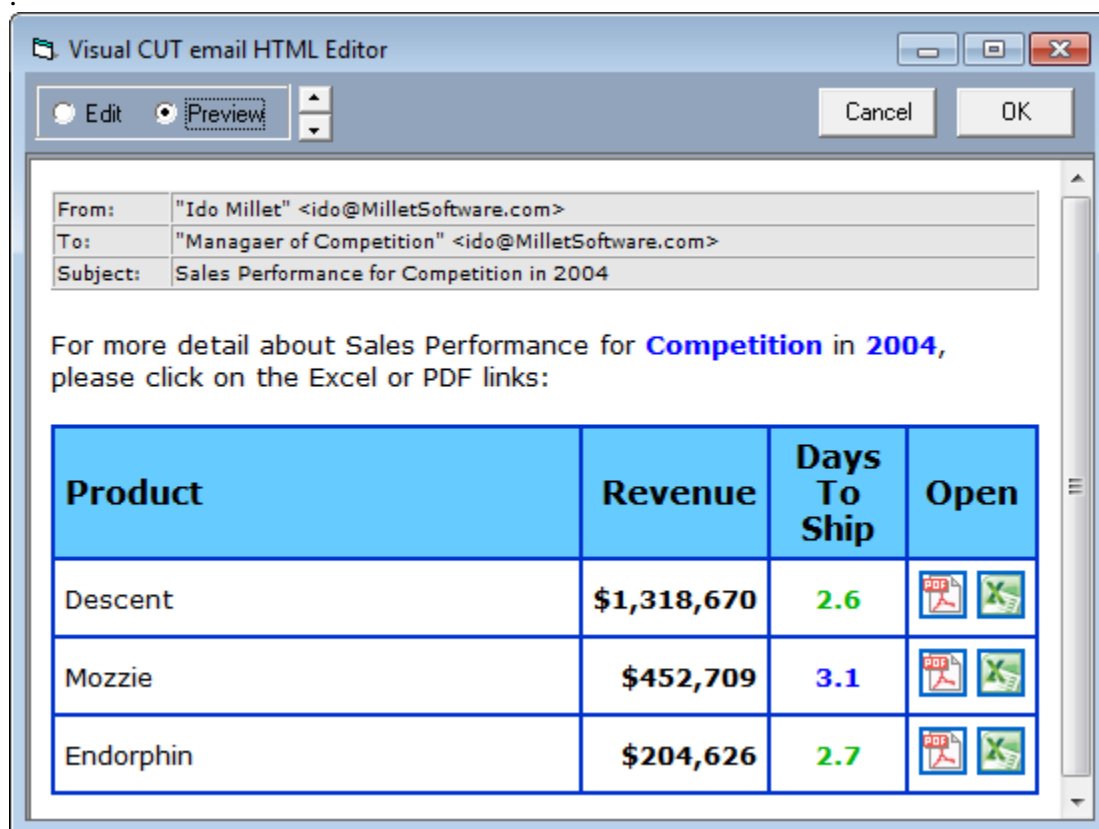 .
Visual CUT email HTML Editor
Edit Preview Cancel OK
From: "Ido Millet" <ido@MilletSoftware.com>
To: "Managaer of Competition" <ido@MilletSoftware.com>
Subject: Sales Performance for Competition in 2004
For more detail about Sales Performance for Competition in 2004,
please click on the Excel or PDF links:
Product Revenue Days To Ship Open
Descent $1,318,670 2.6 PDF X
Mozzie $452,709 3.1 PDF X
Endorphin $204,626 2.7 PDF X